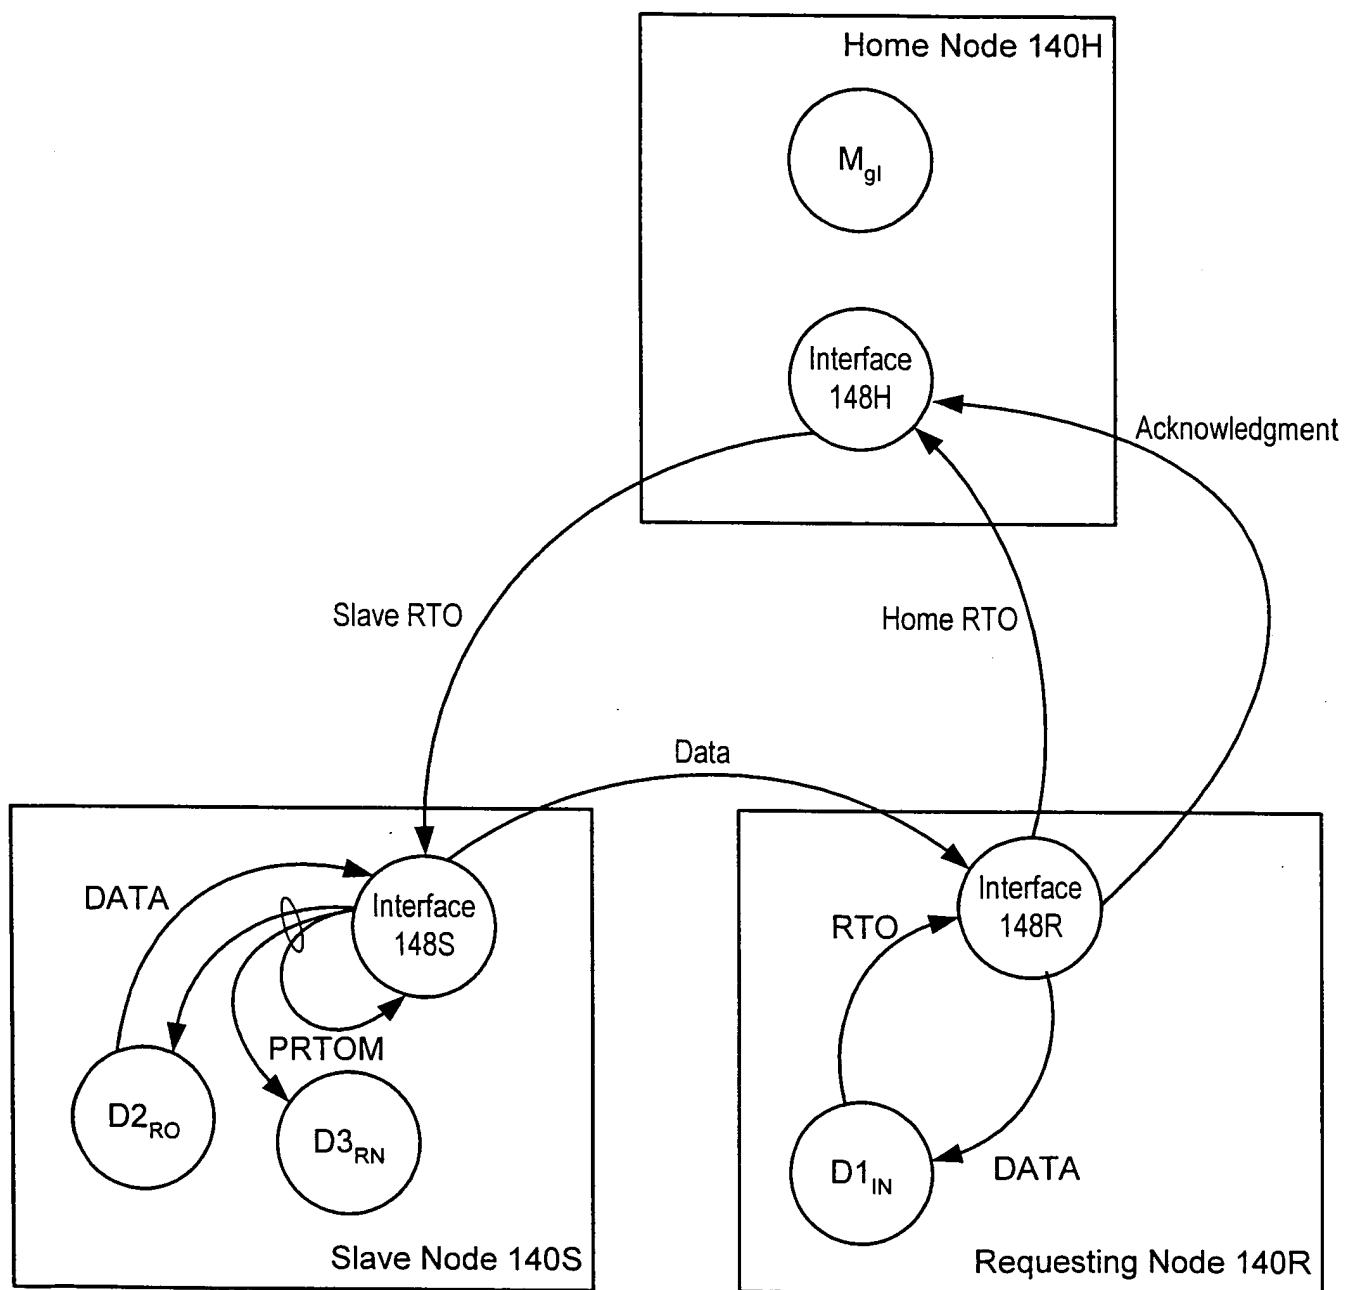 Home Node 140H
M_gl
Interface
148H
Acknowledgment
Slave RTO
Home RTO
Data
DATA
Interface
148S
PRTOM
D2_RO
D3_RN
Slave Node 140S
Interface
148R
RTO
DATA
D1_IN
Requesting Node 140R